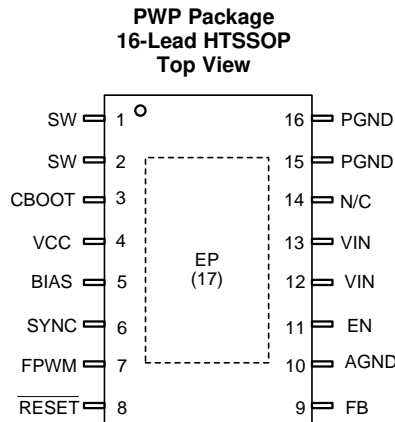 PWP Package
16-Lead HTSSOP
Top View
SW 1 16 PGND
SW 2 15 PGND
CBOOT 3 14 N/C
VCC 4 13 VIN
BIAS 5 12 VIN
SYNC 6 11 EN
FPWM 7 10 AGND
RESET 8 9 FB
EP
(17)